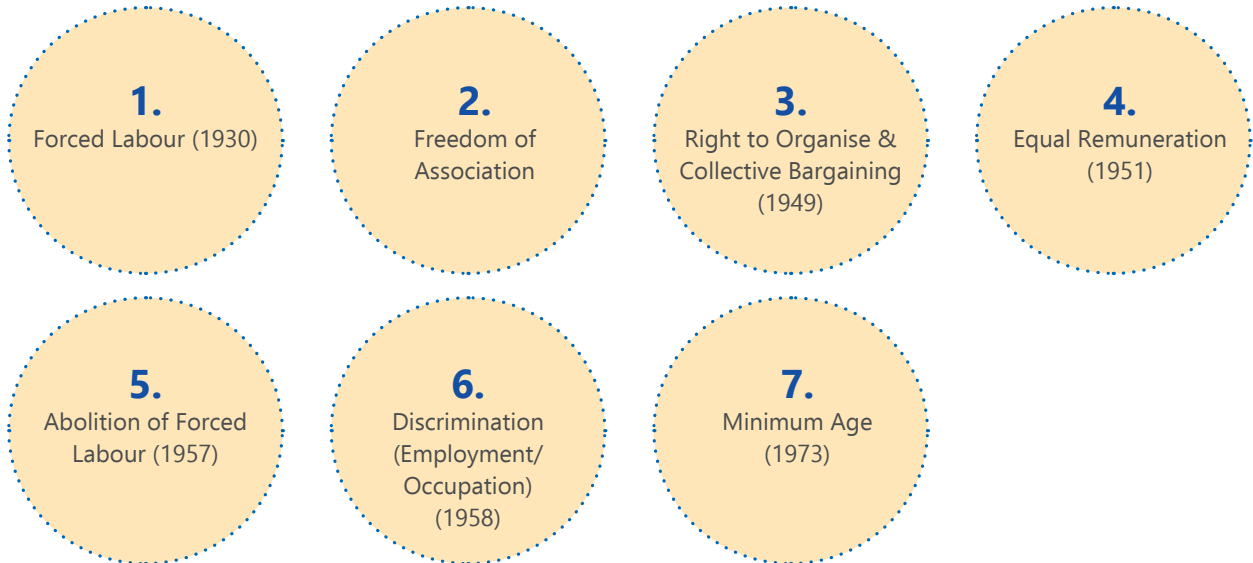 1.
Forced Labour (1930)
2.
Freedom of
Association
3.
Right to Organise &
Collective Bargaining
(1949)
4.
Equal Remuneration
(1951)
5.
Abolition of Forced
Labour (1957)
6.
Discrimination
(Employment/
Occupation)
(1958)
7.
Minimum Age
(1973)